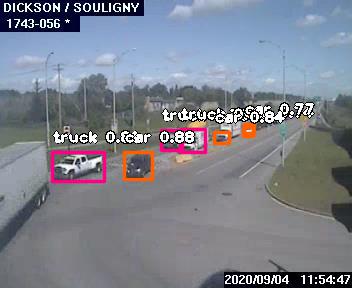 DICKSON / SOULIGNY
1743-056 *
car 0.77
car 0.84
truck 0.
car 0.88
2020/09/04 11:54:47